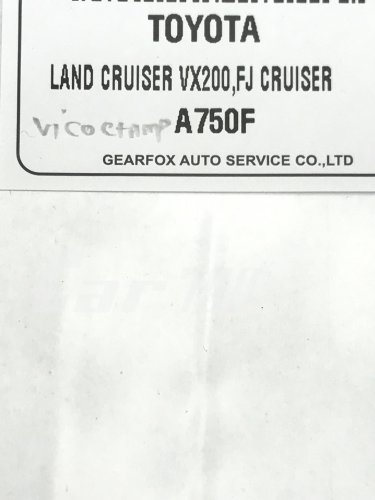 TOYOTA
LAND CRUISER VX200,FJ CRUISER
A750F
GEARFOX AUTO SERVICE CO.,LTD